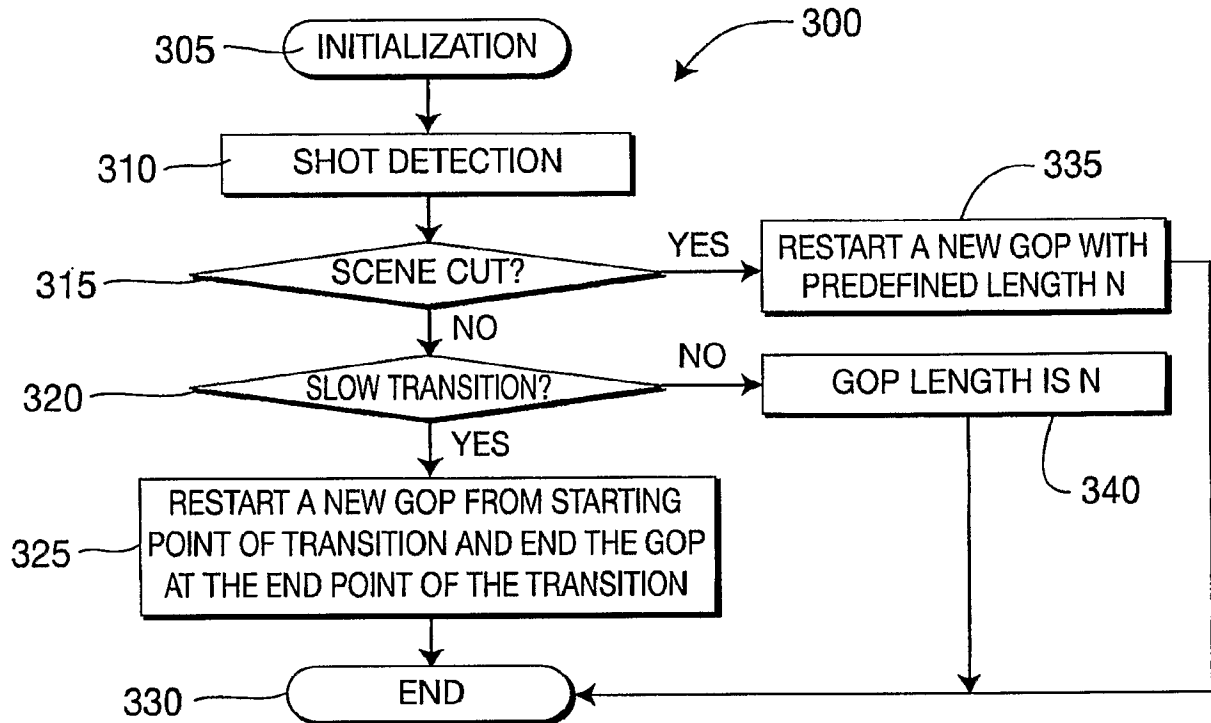 300
305
INITIALIZATION
310
SHOT DETECTION
315
SCENE CUT?
YES
335
RESTART A NEW GOP WITH
PREDEFINED LENGTH N
NO
320
SLOW TRANSITION?
NO
GOP LENGTH IS N
340
YES
325
RESTART A NEW GOP FROM STARTING
POINT OF TRANSITION AND END THE GOP
AT THE END POINT OF THE TRANSITION
330
END